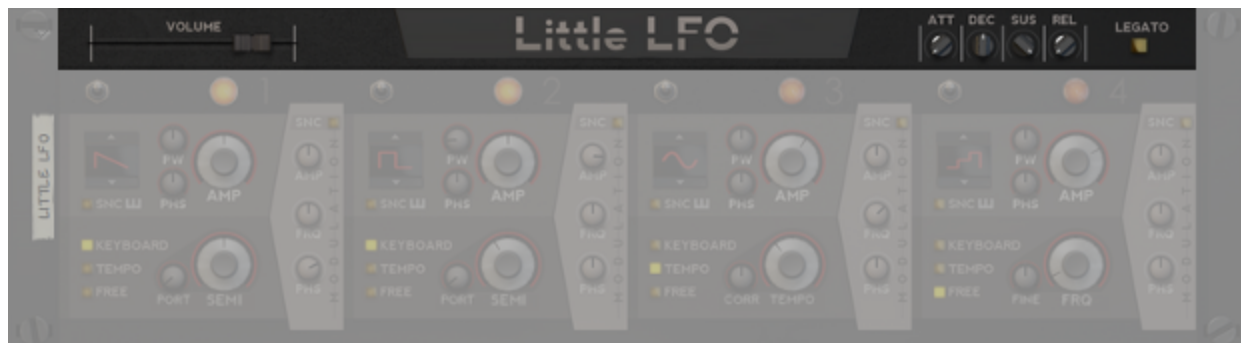 VOLUME
Little LFO
ATT DEC SUS REL
LEGATO
LITTLE LFO
1
SNC
PW
AMP
AMP
SNC
PHS
FRQ
KEYBOARD
TEMPO
FREE
PORT
SEMI
PHS
MODULATION
2
SNC
PW
AMP
AMP
SNC
PHS
FRQ
KEYBOARD
TEMPO
FREE
PORT
SEMI
PHS
MODULATION
3
SNC
PW
AMP
AMP
SNC
PHS
FRQ
KEYBOARD
TEMPO
FREE
CORR
TEMPO
PHS
MODULATION
4
SNC
PW
AMP
AMP
SNC
PHS
FRQ
KEYBOARD
TEMPO
FREE
FINE
FRQ
PHS
MODULATION